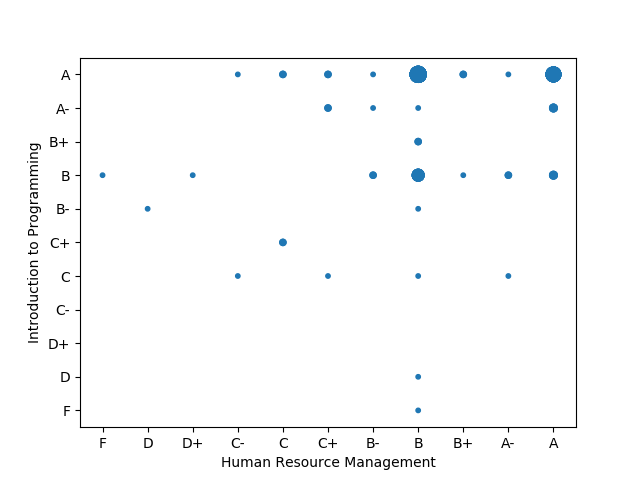 A
A-
B+
B
B-
C+
C
C-
D+
D
F
Introduction to Programming
F D D+ C- C C+ B- B B+ A- A
Human Resource Management